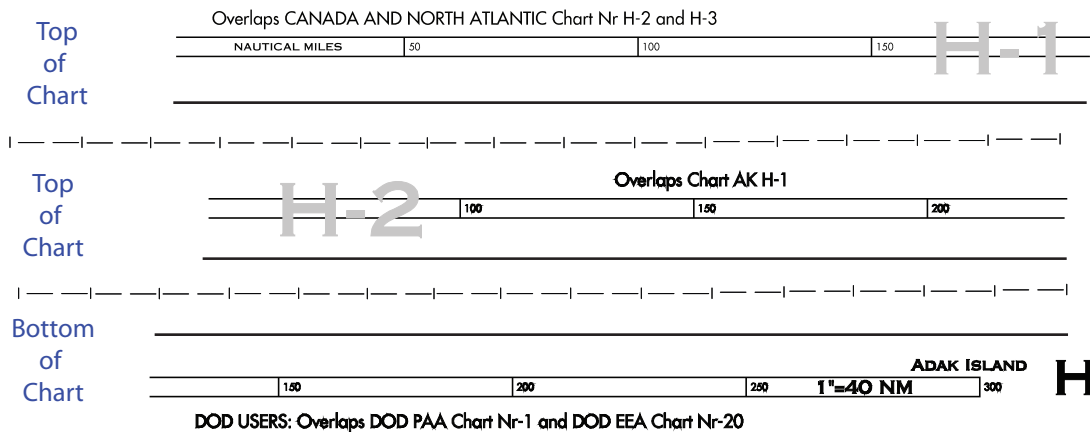 Overlaps CANADA AND NORTH ATLANTIC Chart Nr H-2 and H-3
Top
of
Chart
NAUTICAL MILES 50 100 150 H-1
Top
of
Chart
Overlaps Chart AK H-1
H-2 100 150 200
Bottom
of
Chart
ADAK ISLAND H
150 200 250 1"=40 NM 300
DOD USERS: Overlaps DOD PAA Chart Nr-1 and DOD EEA Chart Nr-20